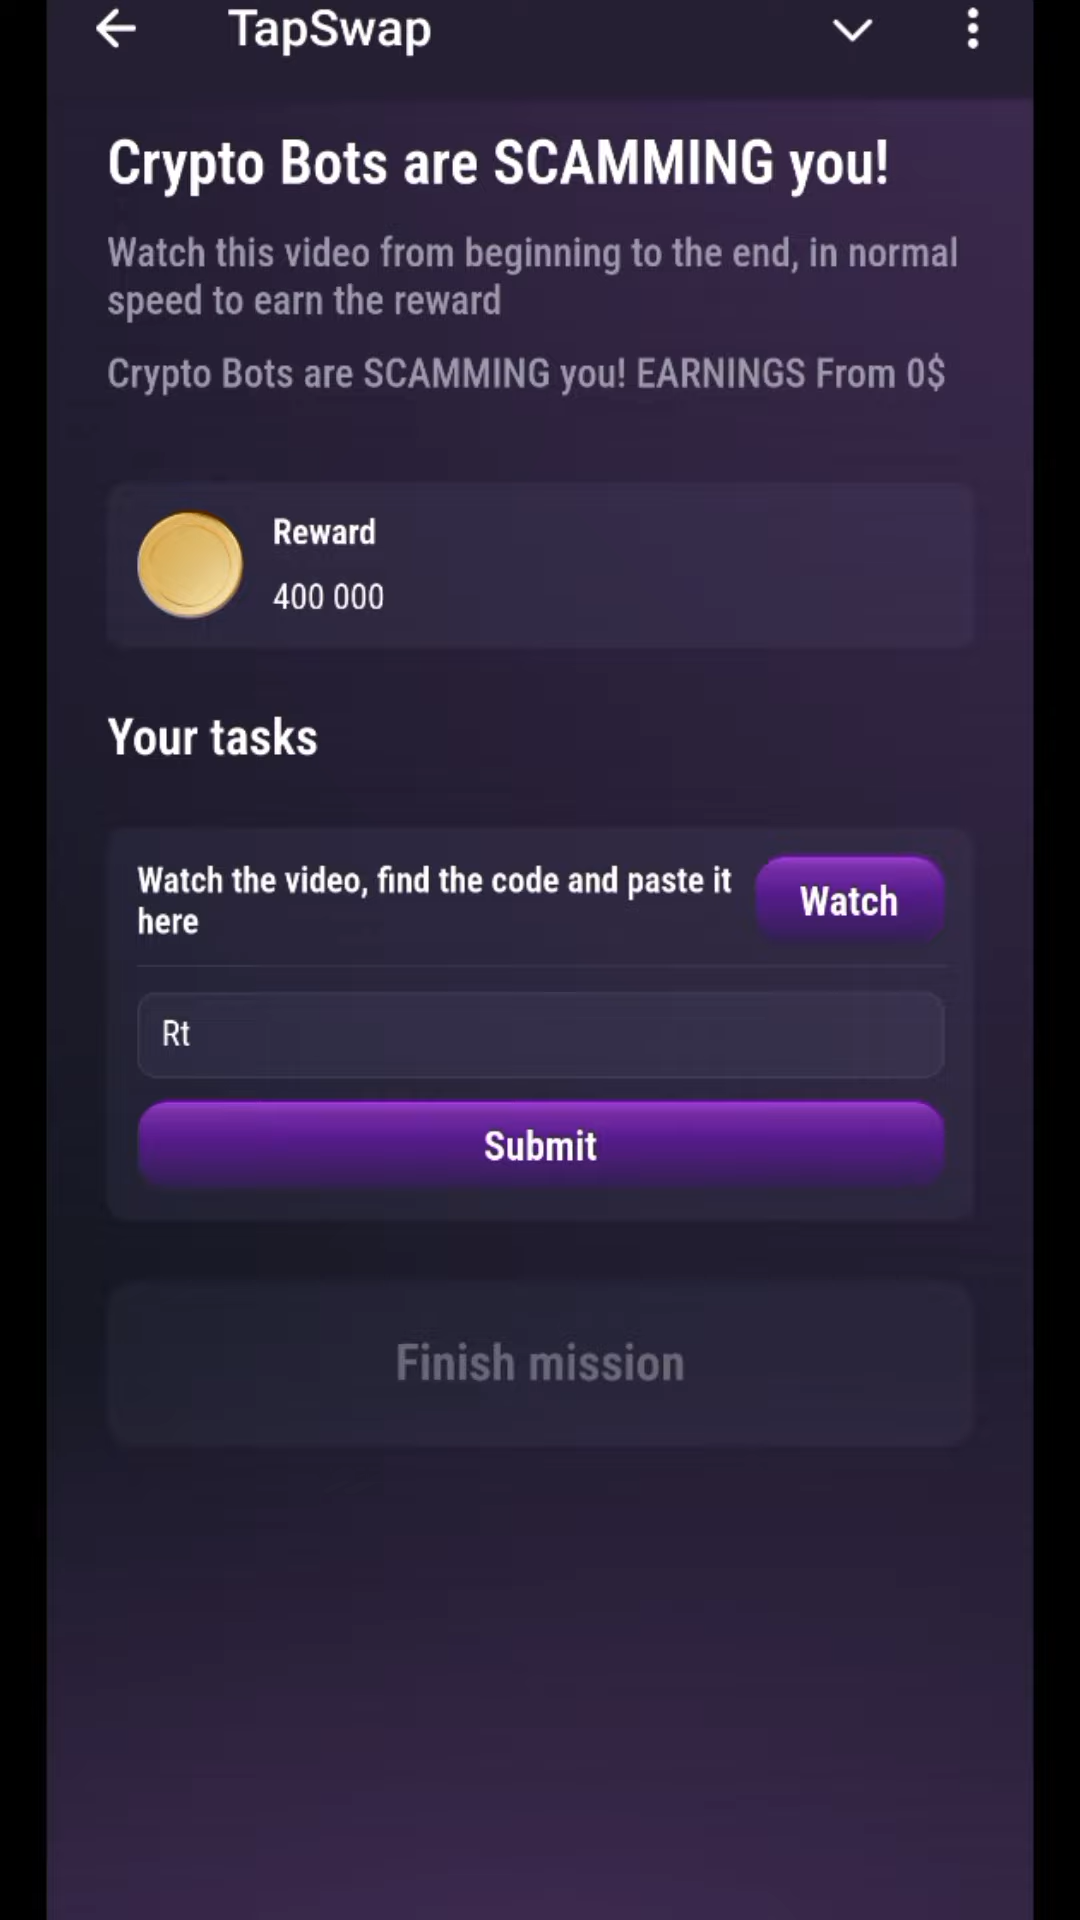 TapSwap
Crypto Bots are SCAMMING you!
Watch this video from beginning to the end, in normal
speed to earn the reward
Crypto Bots are SCAMMING you! EARNINGS From 0$
Reward
400 000
Your tasks
Watch the video, find the code and paste it
here
Watch
Rt
Submit
Finish mission